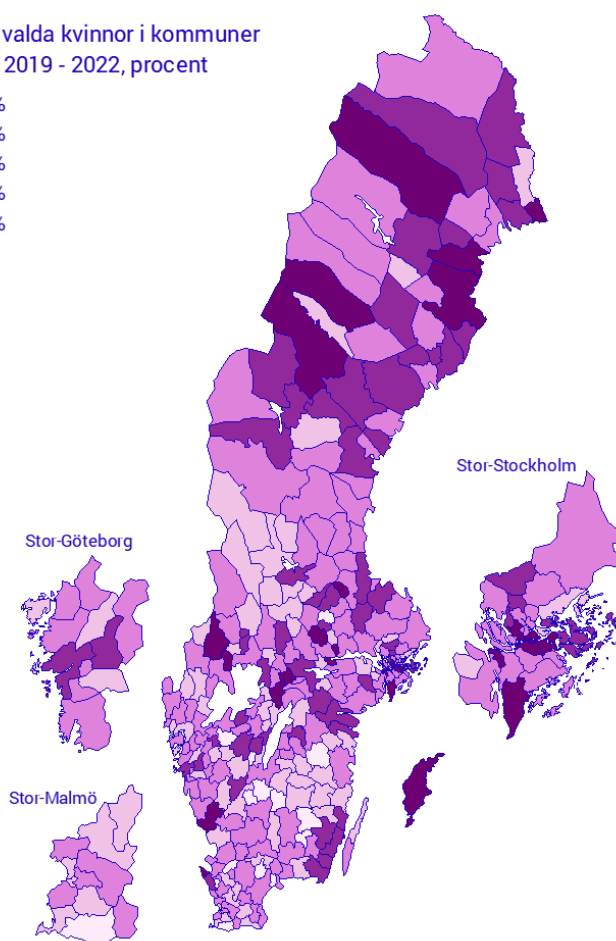 valda kvinnor i kommuner
2019 - 2022, procent
%
%
%
%
%
Stor-Stockholm
Stor-Göteborg
Stor-Malmö